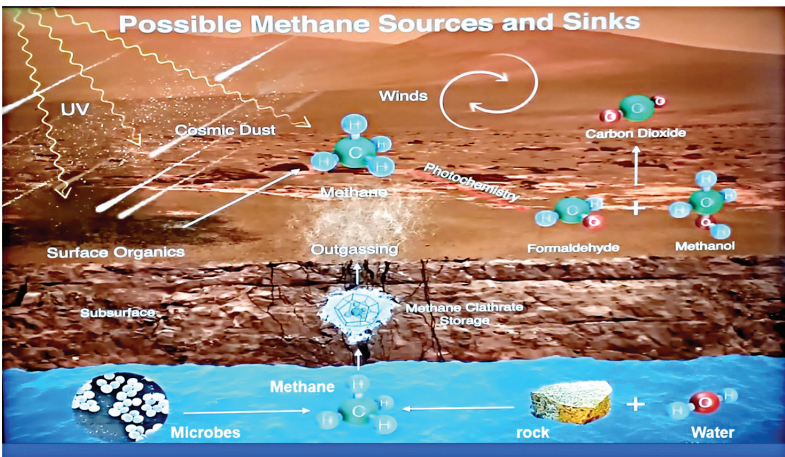 Possible Methane Sources and Sinks
UV
Cosmic Dust
Winds
Carbon Dioxide
Methane
Photochemistry
Formaldehyde
+
Methanol
Surface Organics
Outgassing
Subsurface
Methane Clathrate
Storage
Methane
Microbes
rock
+
Water
H
H
H
H
C
O
C
O
H
H
C
O
H
H
H
C
O
H
H
H
H
C
H
H
O
H